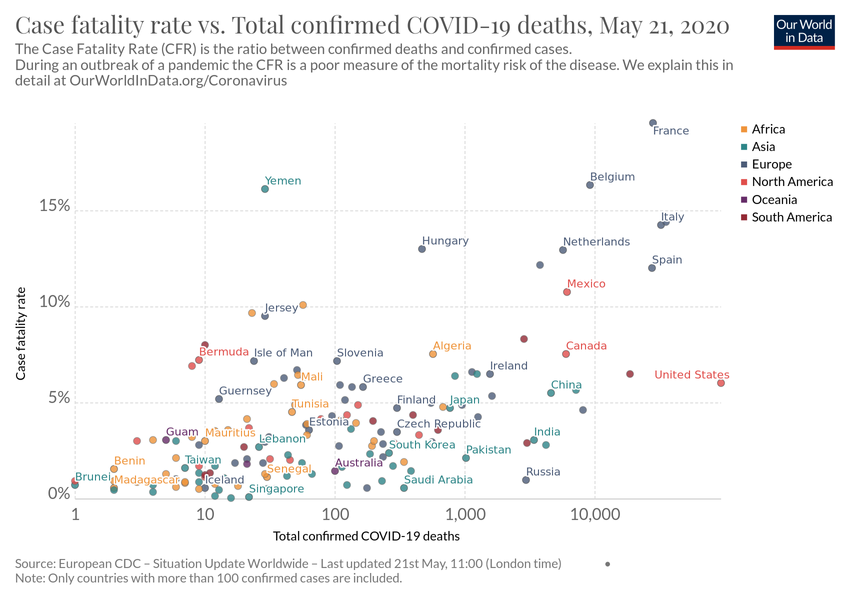 Case fatality rate vs. Total confirmed COVID-19 deaths, May 21, 2020
Our World
in Data
The Case Fatality Rate (CFR) is the ratio between confirmed deaths and confirmed cases.
During an outbreak of a pandemic the CFR is a poor measure of the mortality risk of the disease. We explain this in
detail at OurWorldInData.org/Coronavirus
France
Africa
Asia
Europe
North America
Oceania
South America
Yemen
Belgium
15%
Italy
Hungary
Netherlands
Spain
Mexico
10%
Jersey
Case fatality rate
Bermuda
Isle of Man
Slovenia
Algeria
Canada
Ireland
United States
Mali
Greece
China
5%
Guernsey
Tunisia
Finland
Japan
Estonia
Czech Republic
Guam
Mauritius
Lebanon
South Korea
India
Benin
Taiwan
Australia
Pakistan
Senegal
Brunei
Madagascar
Iceland
Singapore
Saudi Arabia
Russia
0%
1
10
100
1,000
10,000
Total confirmed COVID-19 deaths
Source: European CDC – Situation Update Worldwide – Last updated 21st May, 11:00 (London time)
Note: Only countries with more than 100 confirmed cases are included.